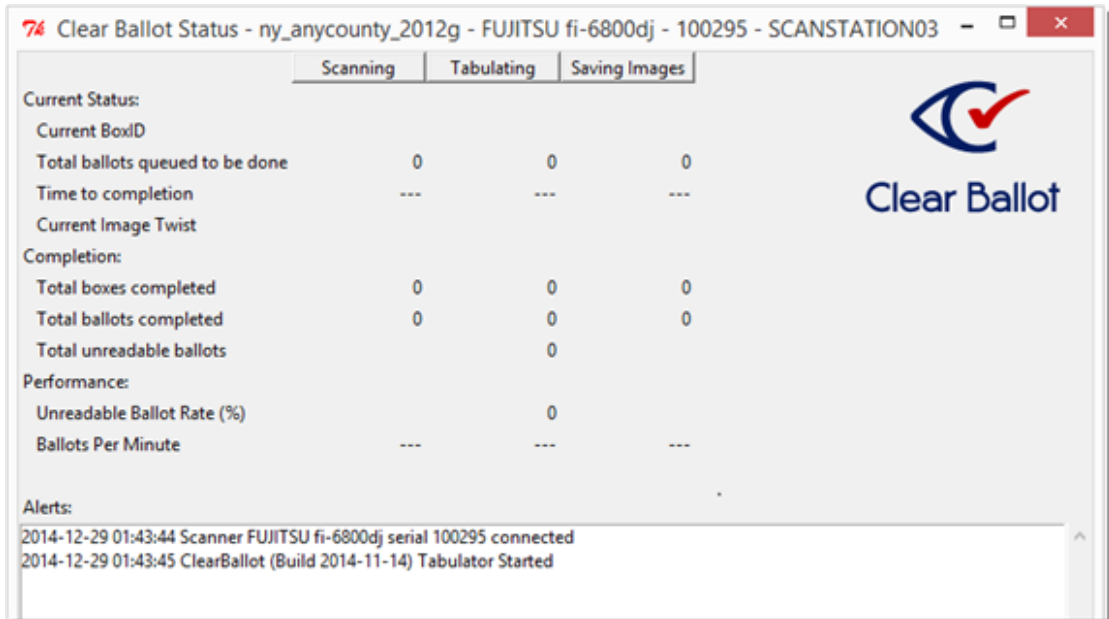 Clear Ballot Status - ny_anycounty_2012g - FUJITSU fi-6800dj - 100295 - SCANSTATION03
Scanning Tabulating Saving Images
Current Status:
Current BoxID
Total ballots queued to be done 0 0 0
Time to completion --- --- ---
Current Image Twist
Completion:
Total boxes completed 0 0 0
Total ballots completed 0 0 0
Total unreadable ballots 0
Performance:
Unreadable Ballot Rate (%) 0
Ballots Per Minute --- --- ---
Clear Ballot
Alerts:
2014-12-29 01:43:44 Scanner FUJITSU fi-6800dj serial 100295 connected
2014-12-29 01:43:45 ClearBallot (Build 2014-11-14) Tabulator Started